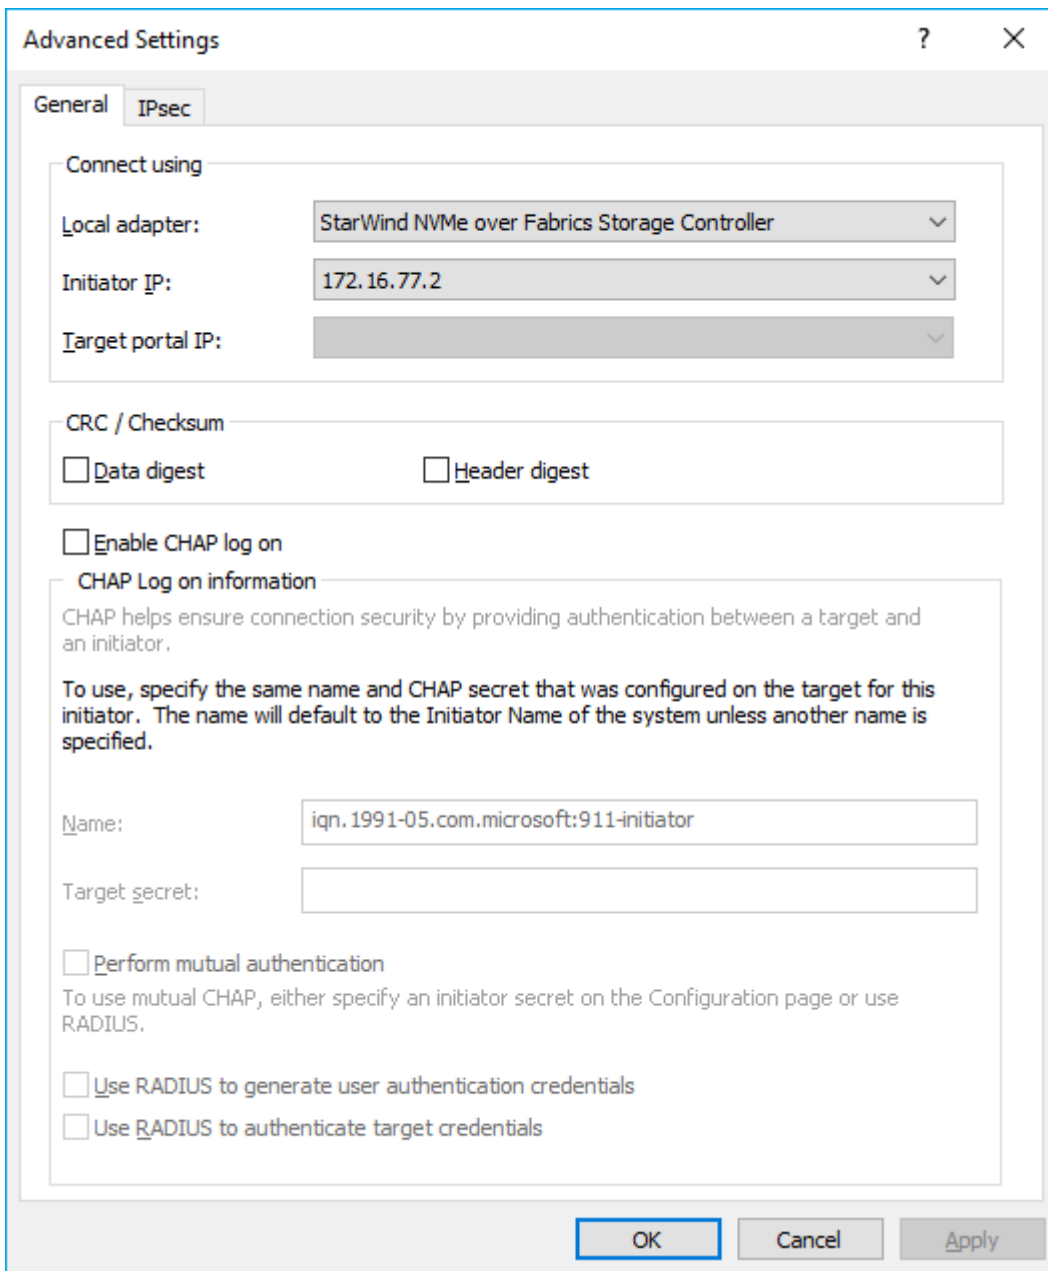 Advanced Settings
?
General
IPsec
Connect using
Local adapter:
StarWind NVMe over Fabrics Storage Controller
Initiator IP:
172.16.77.2
Target portal IP:
CRC / Checksum
Data digest
Header digest
Enable CHAP log on
CHAP Log on information
CHAP helps ensure connection security by providing authentication between a target and
an initiator.
To use, specify the same name and CHAP secret that was configured on the target for this
initiator.  The name will default to the Initiator Name of the system unless another name is
specified.
Name:
iqn.1991-05.com.microsoft:911-initiator
Target secret:
Perform mutual authentication
To use mutual CHAP, either specify an initiator secret on the Configuration page or use
RADIUS.
Use RADIUS to generate user authentication credentials
Use RADIUS to authenticate target credentials
OK
Cancel
Apply